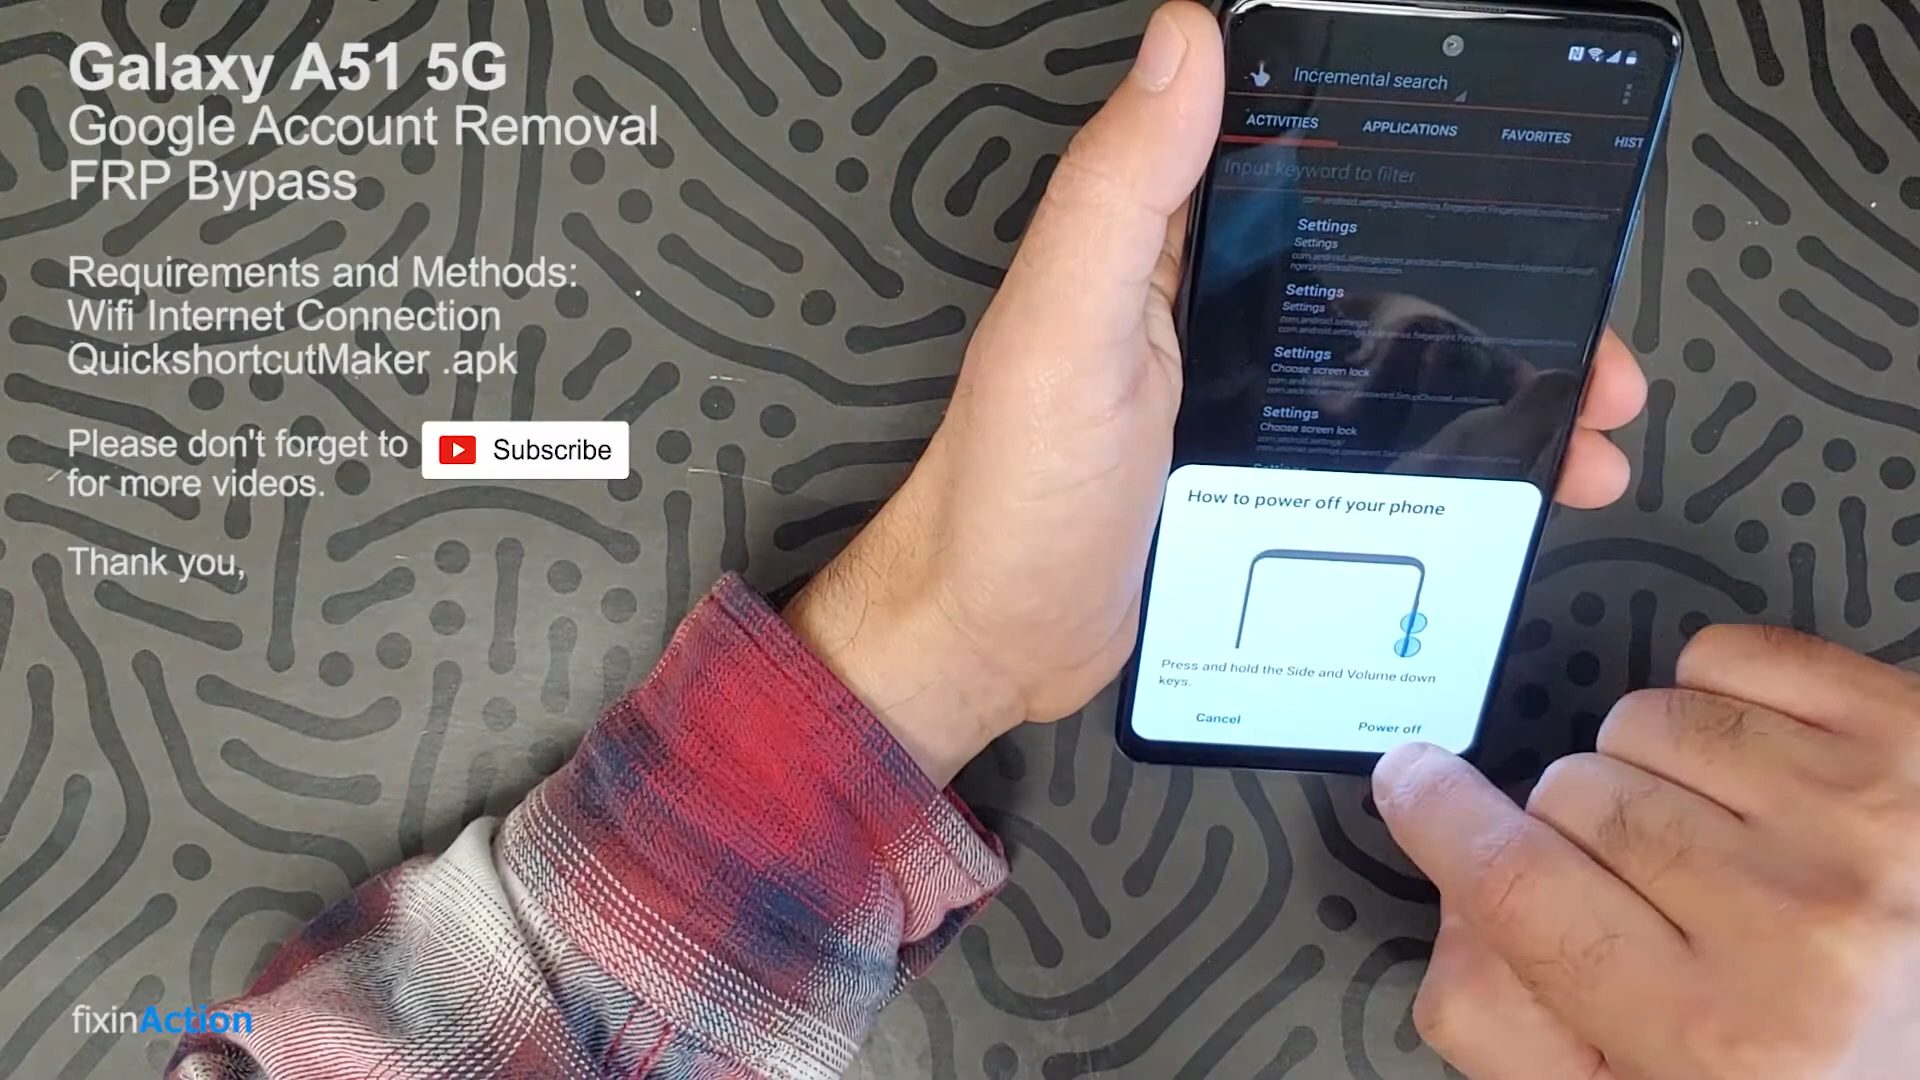 Galaxy A51 5G
Google Account Removal
FRP Bypass
Requirements and Methods:
Wifi Internet Connection
QuickshortcutMaker .apk
Please don't forget to
Subscribe
for more videos.
Thank you,
fixinAction
Incremental search
ACTIVITIES APPLICATIONS FAVORITES HIST
Input keyword to filter
Settings
Settings
Settings
Settings
Settings
Choose screen lock
Settings
Choose screen lock
How to power off your phone
Press and hold the Side and Volume down
keys.
Cancel Power off